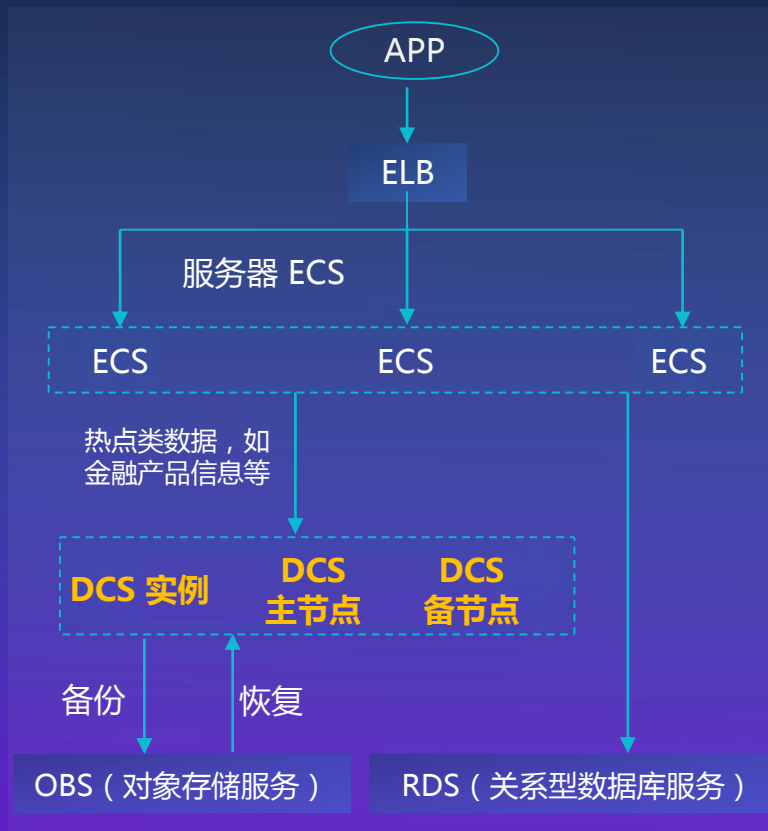 APP
ELB
服务器 ECS
ECS ECS ECS
热点类数据，如
金融产品信息等
DCS 实例
DCS
主节点
DCS
备节点
备份
恢复
OBS（对象存储服务）
RDS（关系型数据库服务）